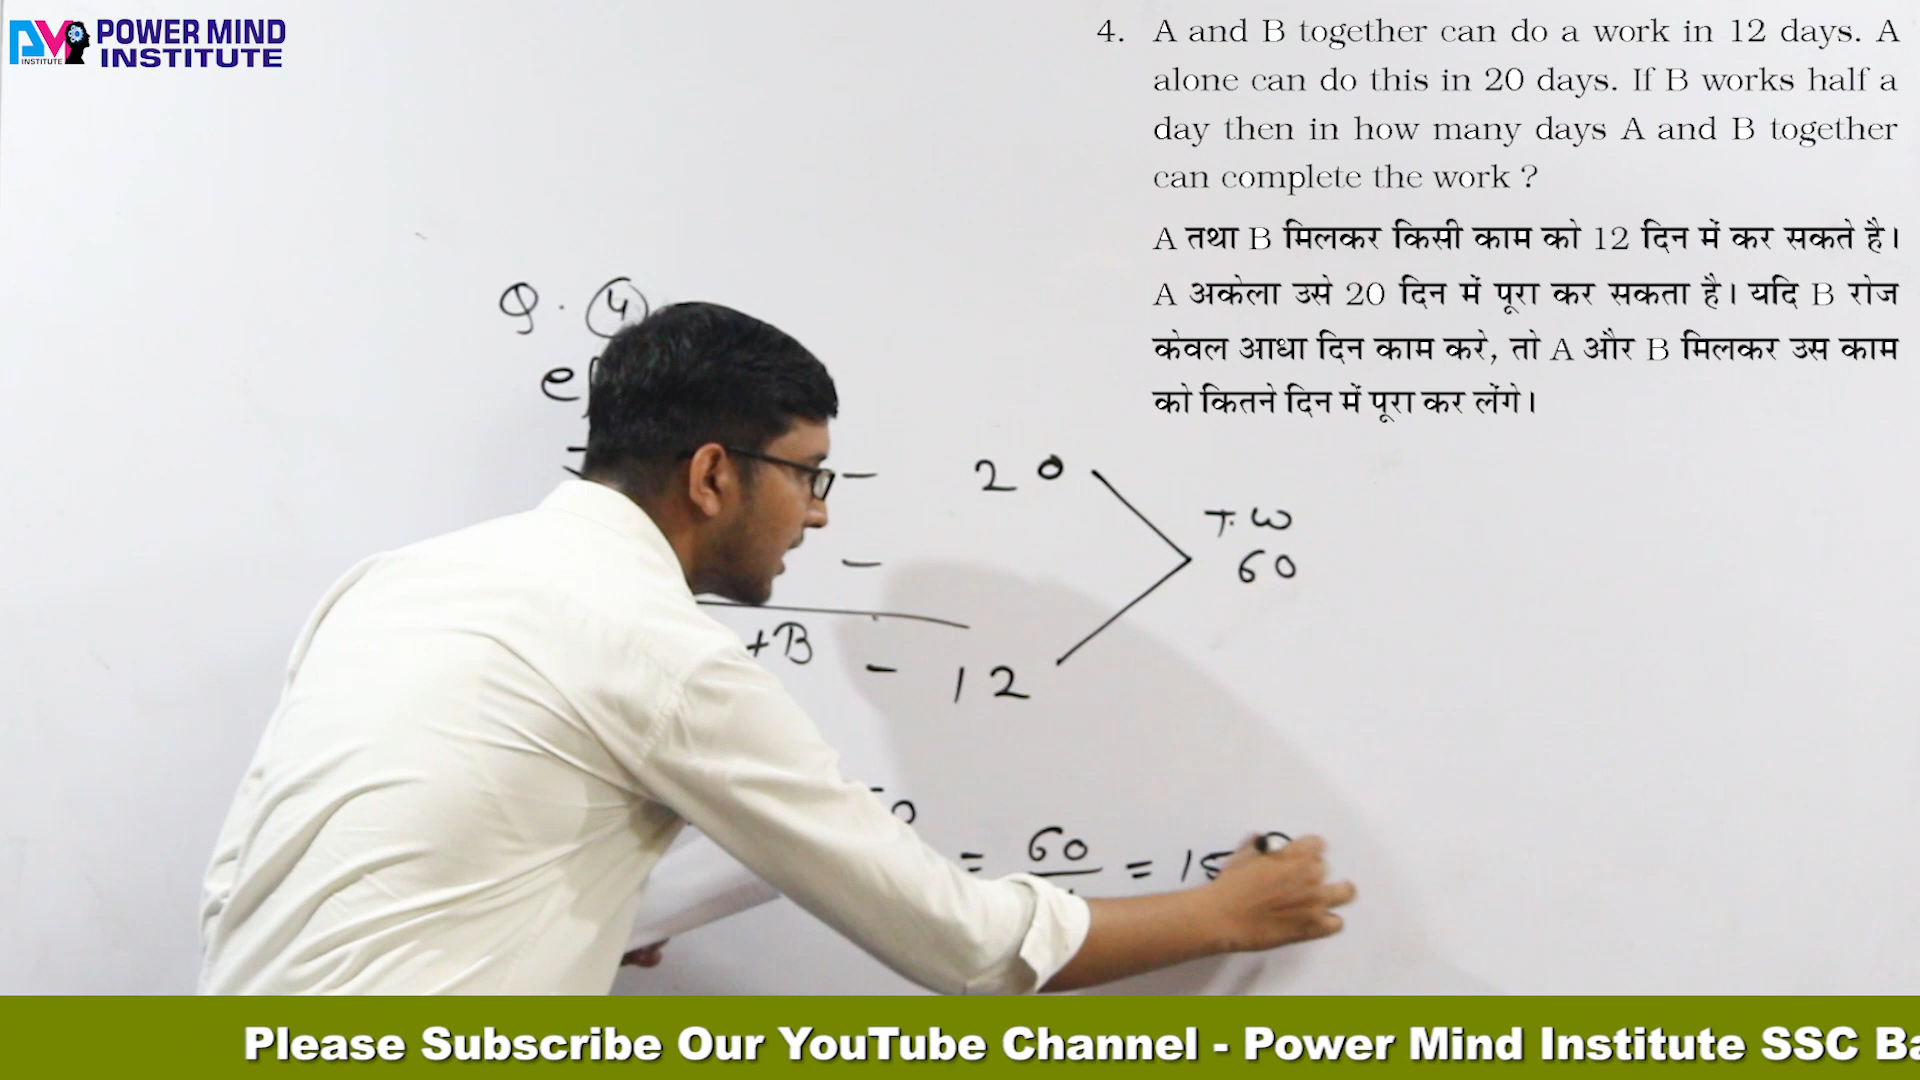 POWER MIND
INSTITUTE
INSTITUTE
4. A and B together can do a work in 12 days. A
alone can do this in 20 days. If B works half a
day then in how many days A and B together
can complete the work ?
A तथा B मिलकर किसी काम को 12 दिन में कर सकते है।
A अकेला उसे 20 दिन में पूरा कर सकता है। यदि B रोज
केवल आधा दिन काम करे, तो A और B मिलकर उस काम
को कितने दिन में पूरा कर लेंगे।
Q. 4
- 20
T.W
60
-
+B - 12
= 60 = 15
Please Subscribe Our YouTube Channel - Power Mind Institute SSC Ba